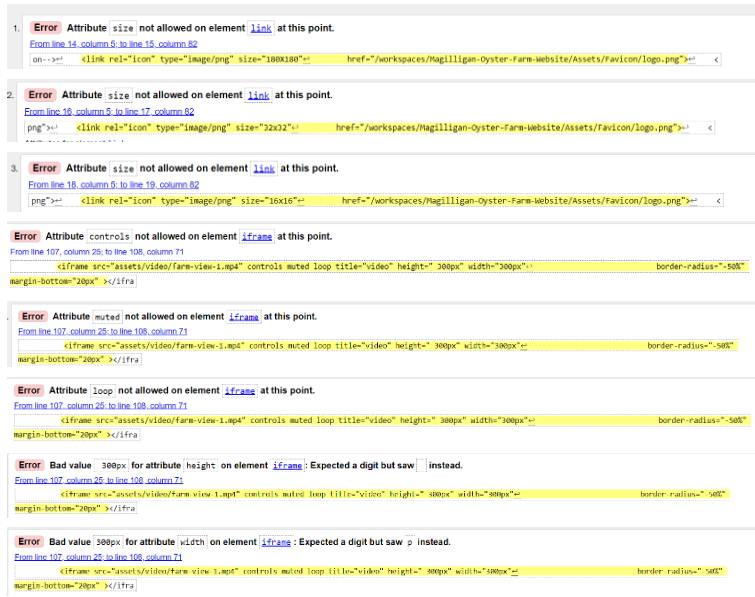 1. Error Attribute size not allowed on element link at this point.
From line 14, column 5; to line 15, column 82
on-->↩ <link rel="icon" type="image/png" size="180X180"↩ href="/workspaces/Magilligan-Oyster-Farm-Website/Assets/Favicon/logo.png">↩ <
2. Error Attribute size not allowed on element link at this point.
From line 16, column 5; to line 17, column 82
png">↩ <link rel="icon" type="image/png" size="32x32"↩ href="/workspaces/Magilligan-Oyster-Farm-Website/Assets/Favicon/logo.png">↩ <
3. Error Attribute size not allowed on element link at this point.
From line 18, column 5; to line 19, column 82
png">↩ <link rel="icon" type="image/png" size="16x16"↩ href="/workspaces/Magilligan-Oyster-Farm-Website/Assets/Favicon/logo.png">↩ <
Error Attribute controls not allowed on element iframe at this point.
From line 107, column 25; to line 108, column 71
<iframe src="assets/video/farm-view-1.mp4" controls muted loop title="video" height=" 300px" width="300px"↩ border-radius="-50%"
margin-bottom="20px" ></ifra
. Error Attribute muted not allowed on element iframe at this point.
From line 107, column 25; to line 108, column 71
<iframe src="assets/video/farm-view-1.mp4" controls muted loop title="video" height=" 300px" width="300px"↩ border-radius="-50%"
margin-bottom="20px" ></ifra
Error Attribute loop not allowed on element iframe at this point.
From line 107, column 25; to line 108, column 71
<iframe src="assets/video/farm-view-1.mp4" controls muted loop title="video" height=" 300px" width="300px"↩ border-radius="-50%"
margin-bottom="20px" ></ifra
Error Bad value 300px for attribute height on element iframe: Expected a digit but saw instead.
From line 107, column 25; to line 108, column 71
<iframe src="assets/video/farm-view-1.mp4" controls muted loop title="video" height=" 300px" width="300px"↩ border-radius="-50%"
margin-bottom="20px" ></ifra
Error Bad value 300px for attribute width on element iframe: Expected a digit but saw p instead.
From line 107, column 25; to line 108, column 71
<iframe src="assets/video/farm-view-1.mp4" controls muted loop title="video" height=" 300px" width="300px"↩ border-radius="-50%"
margin-bottom="20px" ></ifra